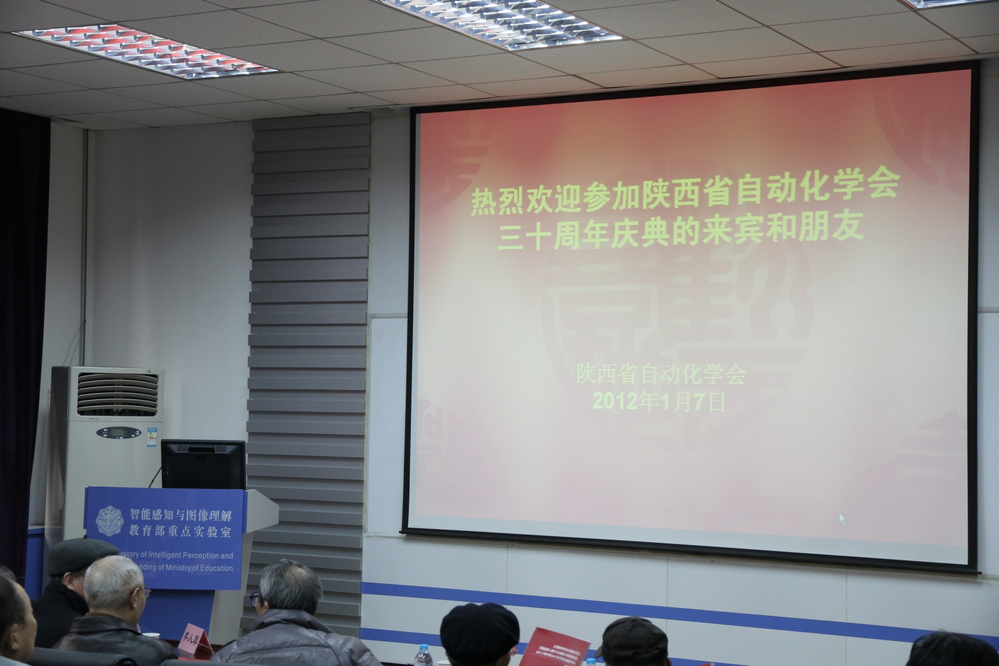 热烈欢迎参加陕西省自动化学会
三十周年庆典的来宾和朋友
陕西省自动化学会
2012年1月7日
智能感知与图像理解
教育部重点实验室
ratory of Intelligent Perception and
nding of Ministry of Education